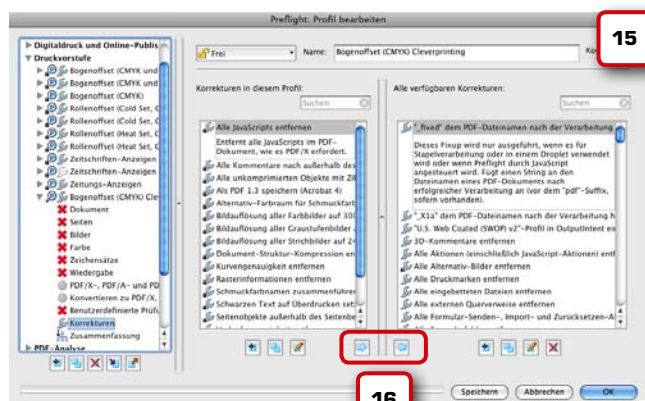 Preflight: Profil bearbeiten
15
Digitaldruck und Online-Publis
Druckvorstufe
Bogenoffset (CMYK und
Bogenoffset (CMYK und
Bogenoffset (CMYK)
Rollenoffset (Cold Set, C
Rollenoffset (Cold Set, C
Rollenoffset (Heat Set, C
Rollenoffset (Heat Set, C
Zeitschriften-Anzeigen
Zeitschriften-Anzeigen
Zeitungs-Anzeigen
Bogenoffset (CMYK) Cle
Dokument
Seiten
Bilder
Farbe
Zeichensätze
Wiedergabe
PDF/X-, PDF/A- und PD
Konvertieren zu PDF/X,
Benutzerdefinierte Prüfu
Korrekturen
Zusammenfassung
PDF-Analyse
Frei
Name: Bogenoffset (CMYK) Cleverprinting
Ko
Korrekturen in diesem Profil:
Suchen
Alle JavaScripts entfernen
Entfernt alle JavaScripts im PDF-
Dokument, wie es PDF/X erfordert.
Alle Kommentare nach außerhalb des
Alle unkomprimierten Objekte mit ZI
Als PDF 1.3 speichern (Acrobat 4)
Alternativ-Farbraum für Schmuckfarb
Bildauflösung aller Farbbilder auf 300
Bildauflösung aller Graustufenbilder
Bildauflösung aller Strichbilder auf 24
Dokument-Struktur-Kompression en
Kurvengenauigkeit entfernen
Rasterinformationen entfernen
Schmuckfarbnamen zusammenführen
Schwarzen Text auf Überdrucken set
Seitenobjekte außerhalb des Seitenbe
Alle verfügbaren Korrekturen:
Suchen
"_fixed" dem PDF-Dateinamen nach der Verarbeitung
Dieses Fixup wird nur ausgeführt, wenn es für
Stapelverarbeitung oder in einem Droplet verwendet
wird oder wenn Preflight durch JavaScript
angesteuert wird. Fügt einen String an den
Dateinamen eines PDF-Dokuments nach
erfolgreicher Verarbeitung an (vor dem "pdf"-Suffix,
sofern vorhanden).
"_X1a" dem PDF-Dateinamen nach der Verarbeitung h
"U.S. Web Coated (SWOP) v2"-Profil in OutputIntent ei
3D-Kommentare entfernen
Alle Aktionen (einschließlich JavaScript-Aktionen) entf
Alle Alternativ-Bilder entfernen
Alle Druckmarken entfernen
Alle eingebetteten Dateien entfernen
Alle externen Querverweise entfernen
Alle Formular-Senden-, Import- und Zurücksetzen-A
16
Speichern
Abbrechen
OK